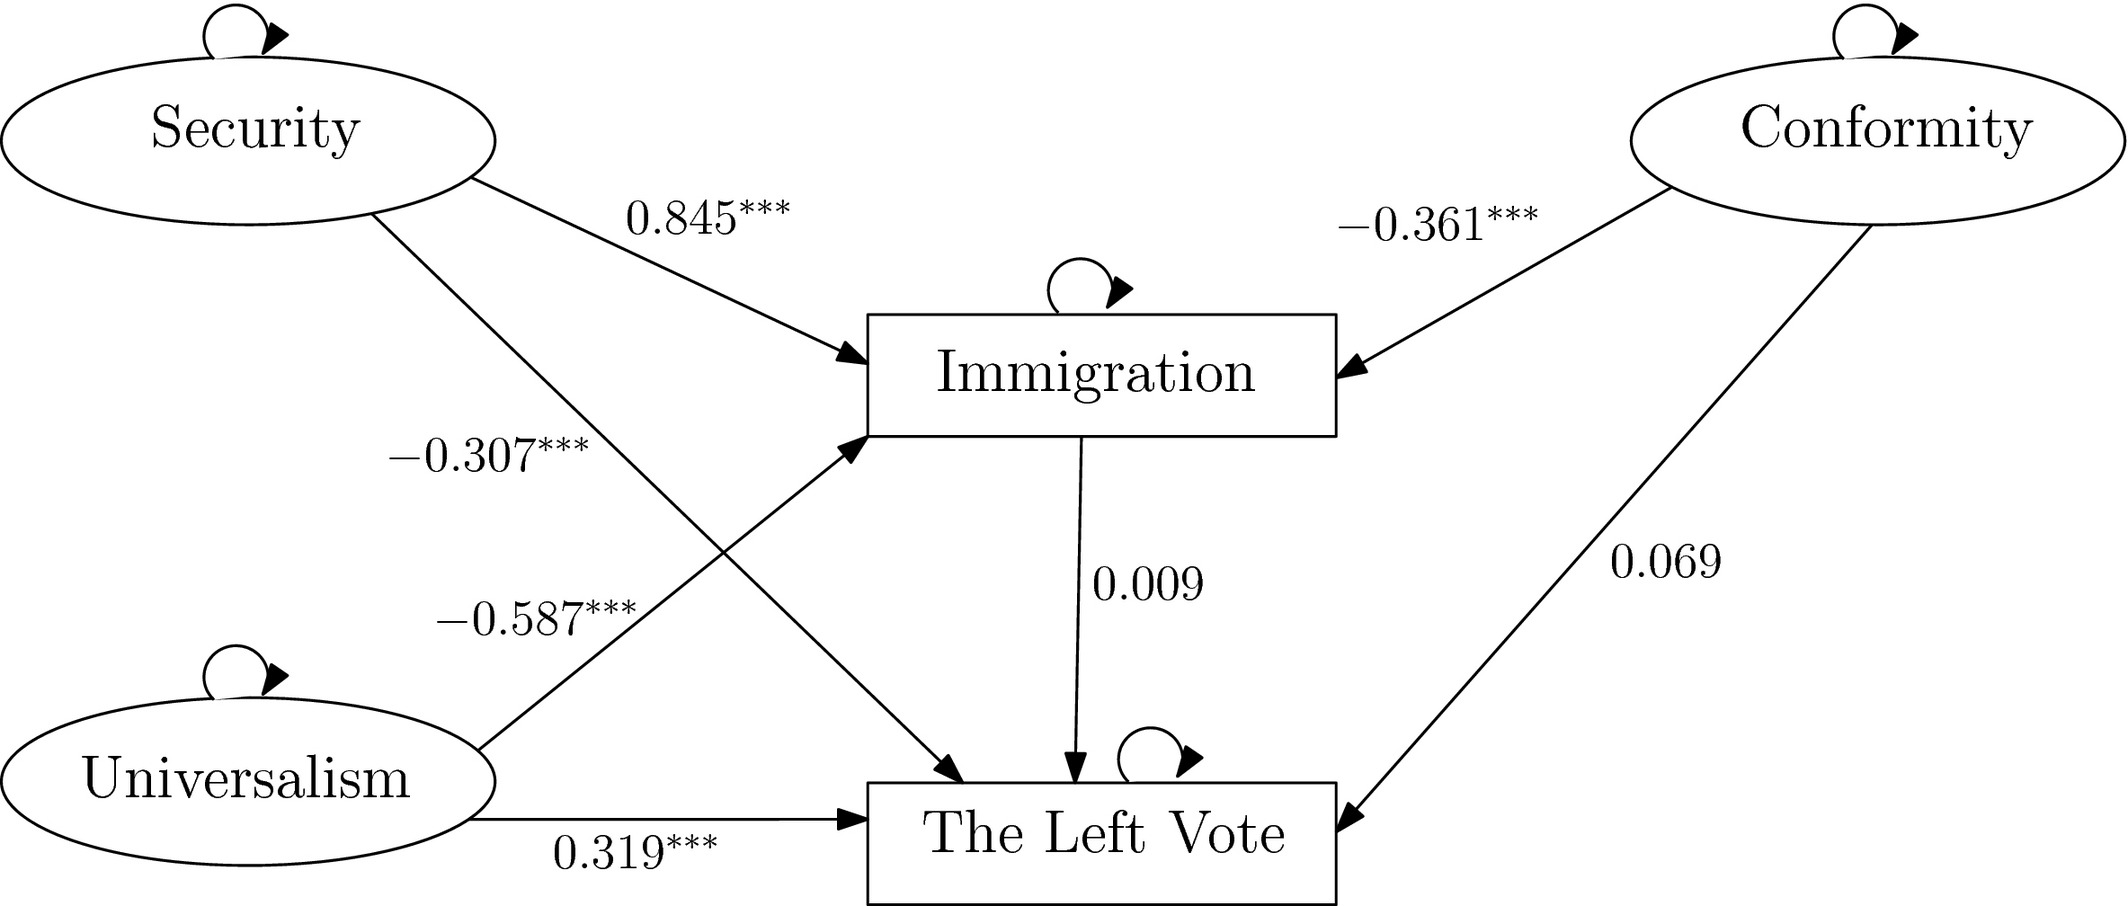 Security
Conformity
0.845***
−0.361***
Immigration
−0.307***
0.009
0.069
−0.587***
Universalism
The Left Vote
0.319***